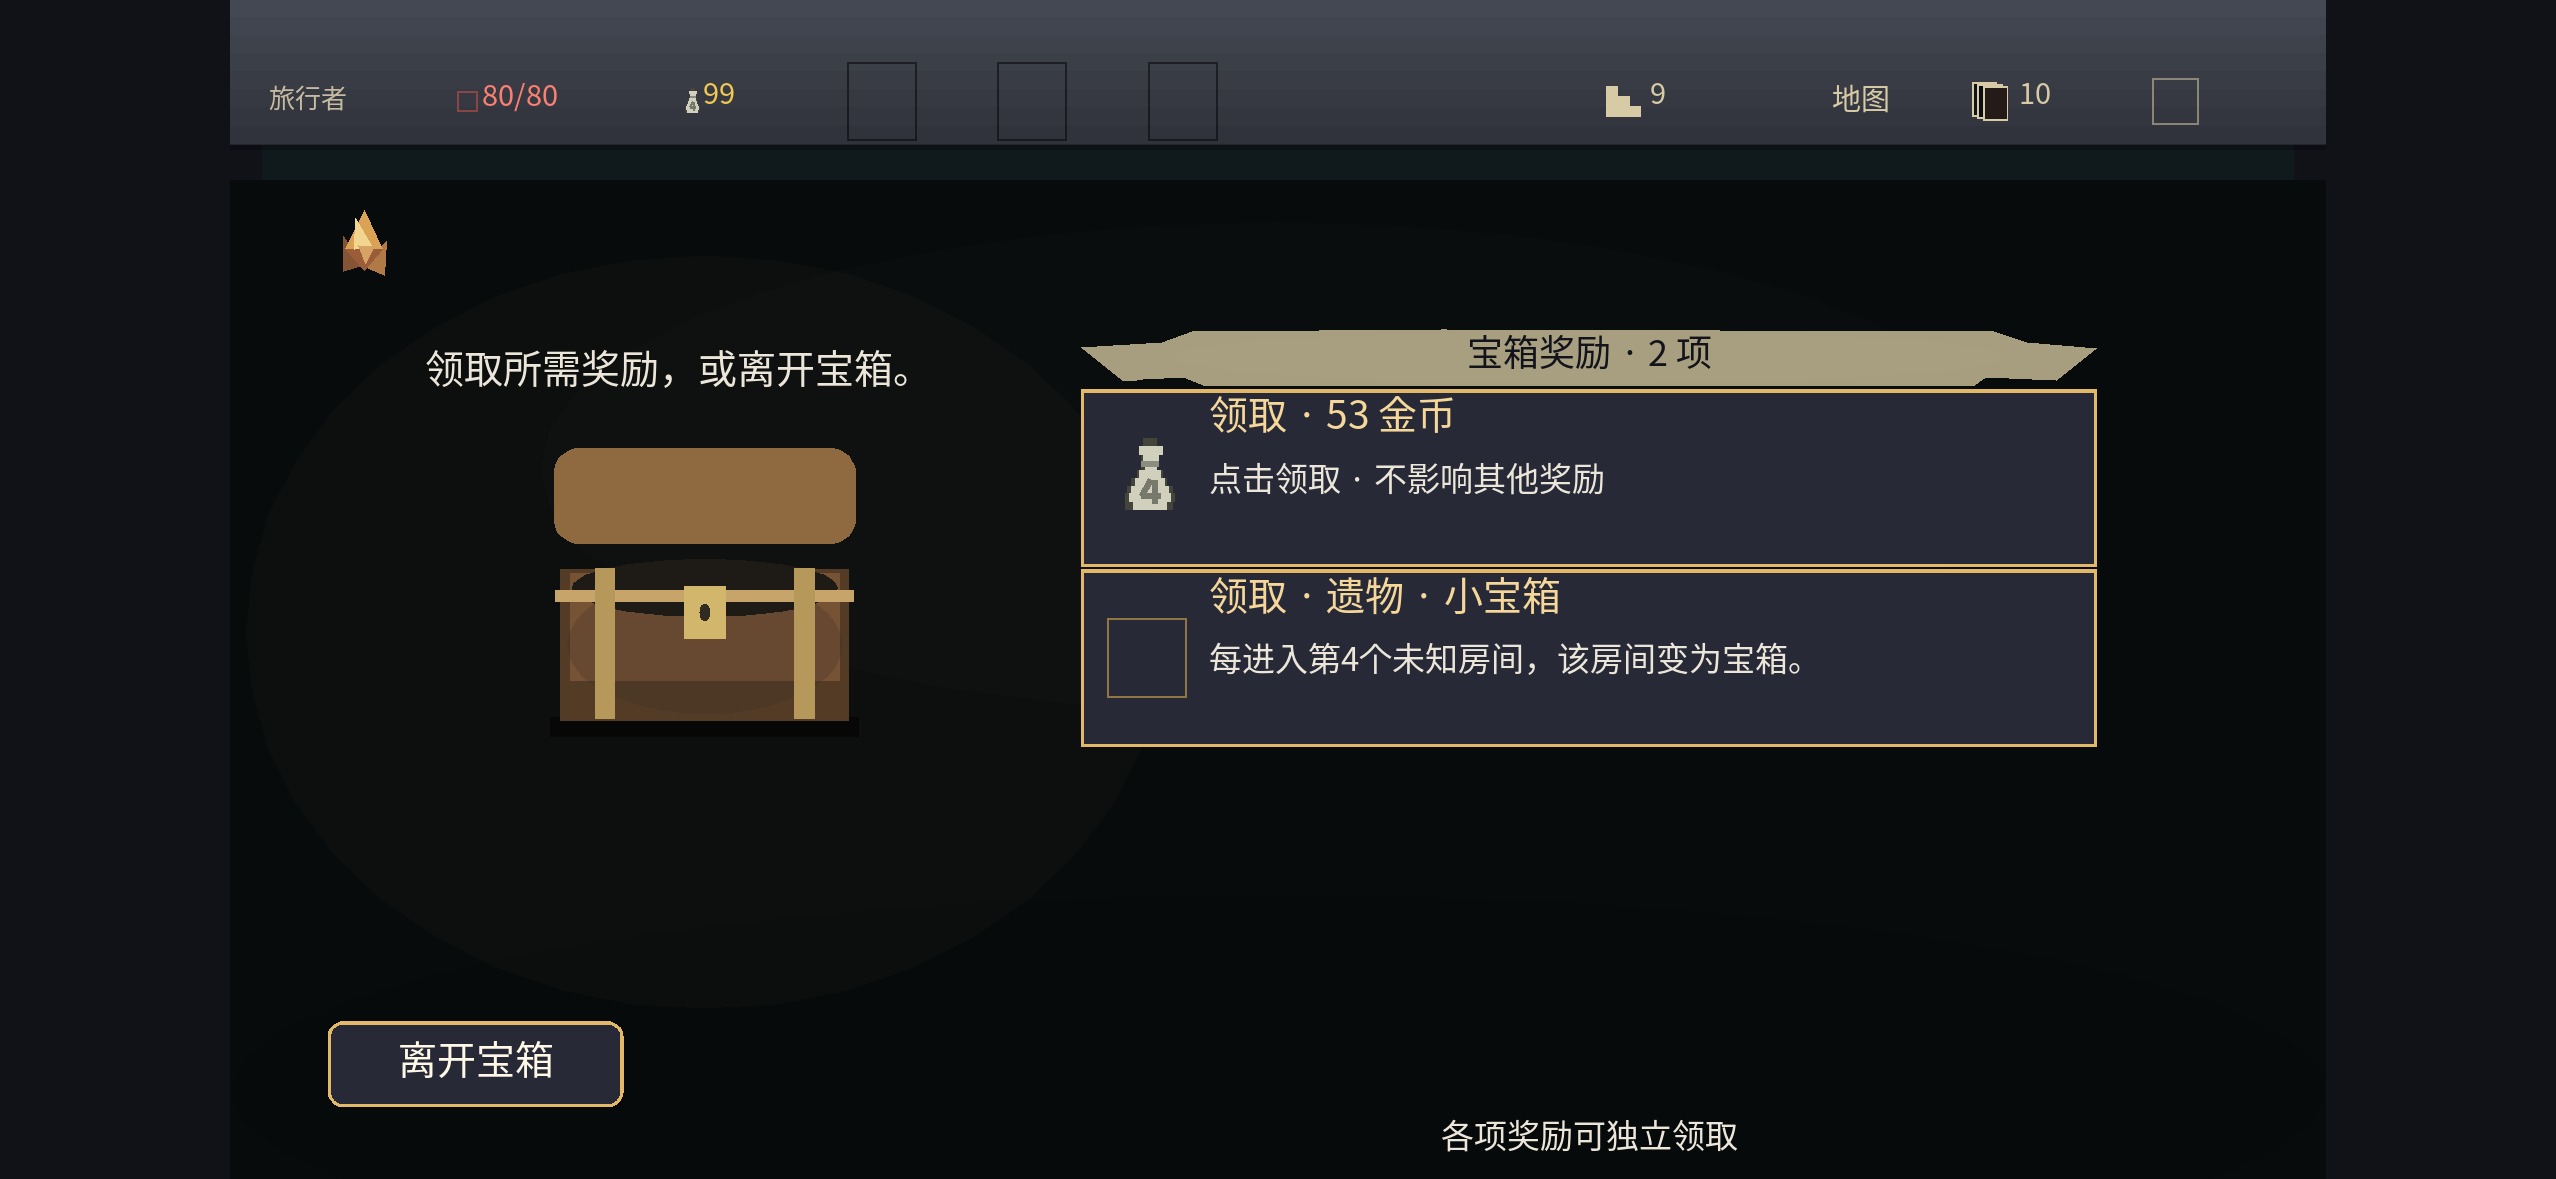 旅行者
80/80
99
9
地图
10
领取所需奖励，或离开宝箱。
宝箱奖励 · 2 项
领取 · 53 金币
点击领取 · 不影响其他奖励
4
领取 · 遗物 · 小宝箱
每进入第4个未知房间，该房间变为宝箱。
离开宝箱
各项奖励可独立领取